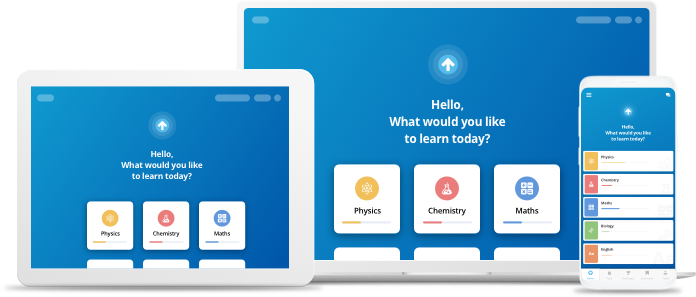 Hello,
What would you like
to learn today?
Physics
Chemistry
Maths
Hello,
What would you like
to learn today?
Physics
Chemistry
Maths
Hello,
What would you like
to learn today?
Physics
Chemistry
Maths
Biology
English